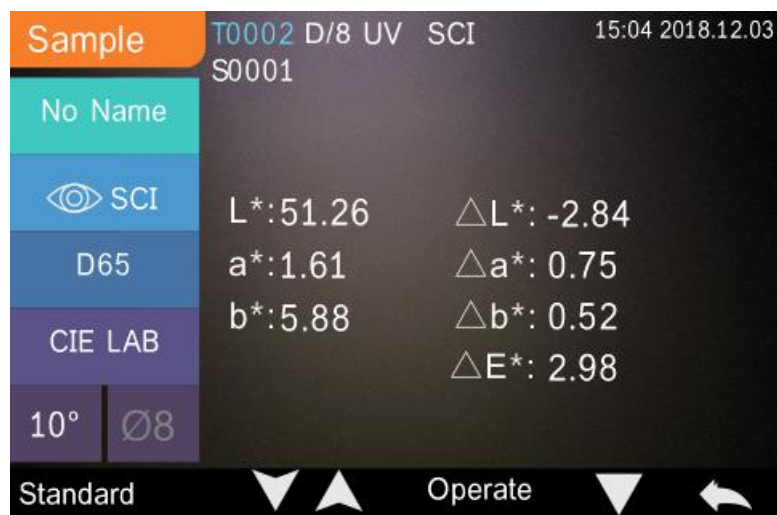 Sample
T0002 D/8 UV SCI
15:04 2018.12.03
S0001
No Name
SCI
D65
CIE LAB
10°
Ø8
L*:51.26
a*:1.61
b*:5.88
△L*: -2.84
△a*: 0.75
△b*: 0.52
△E*: 2.98
Standard
Operate